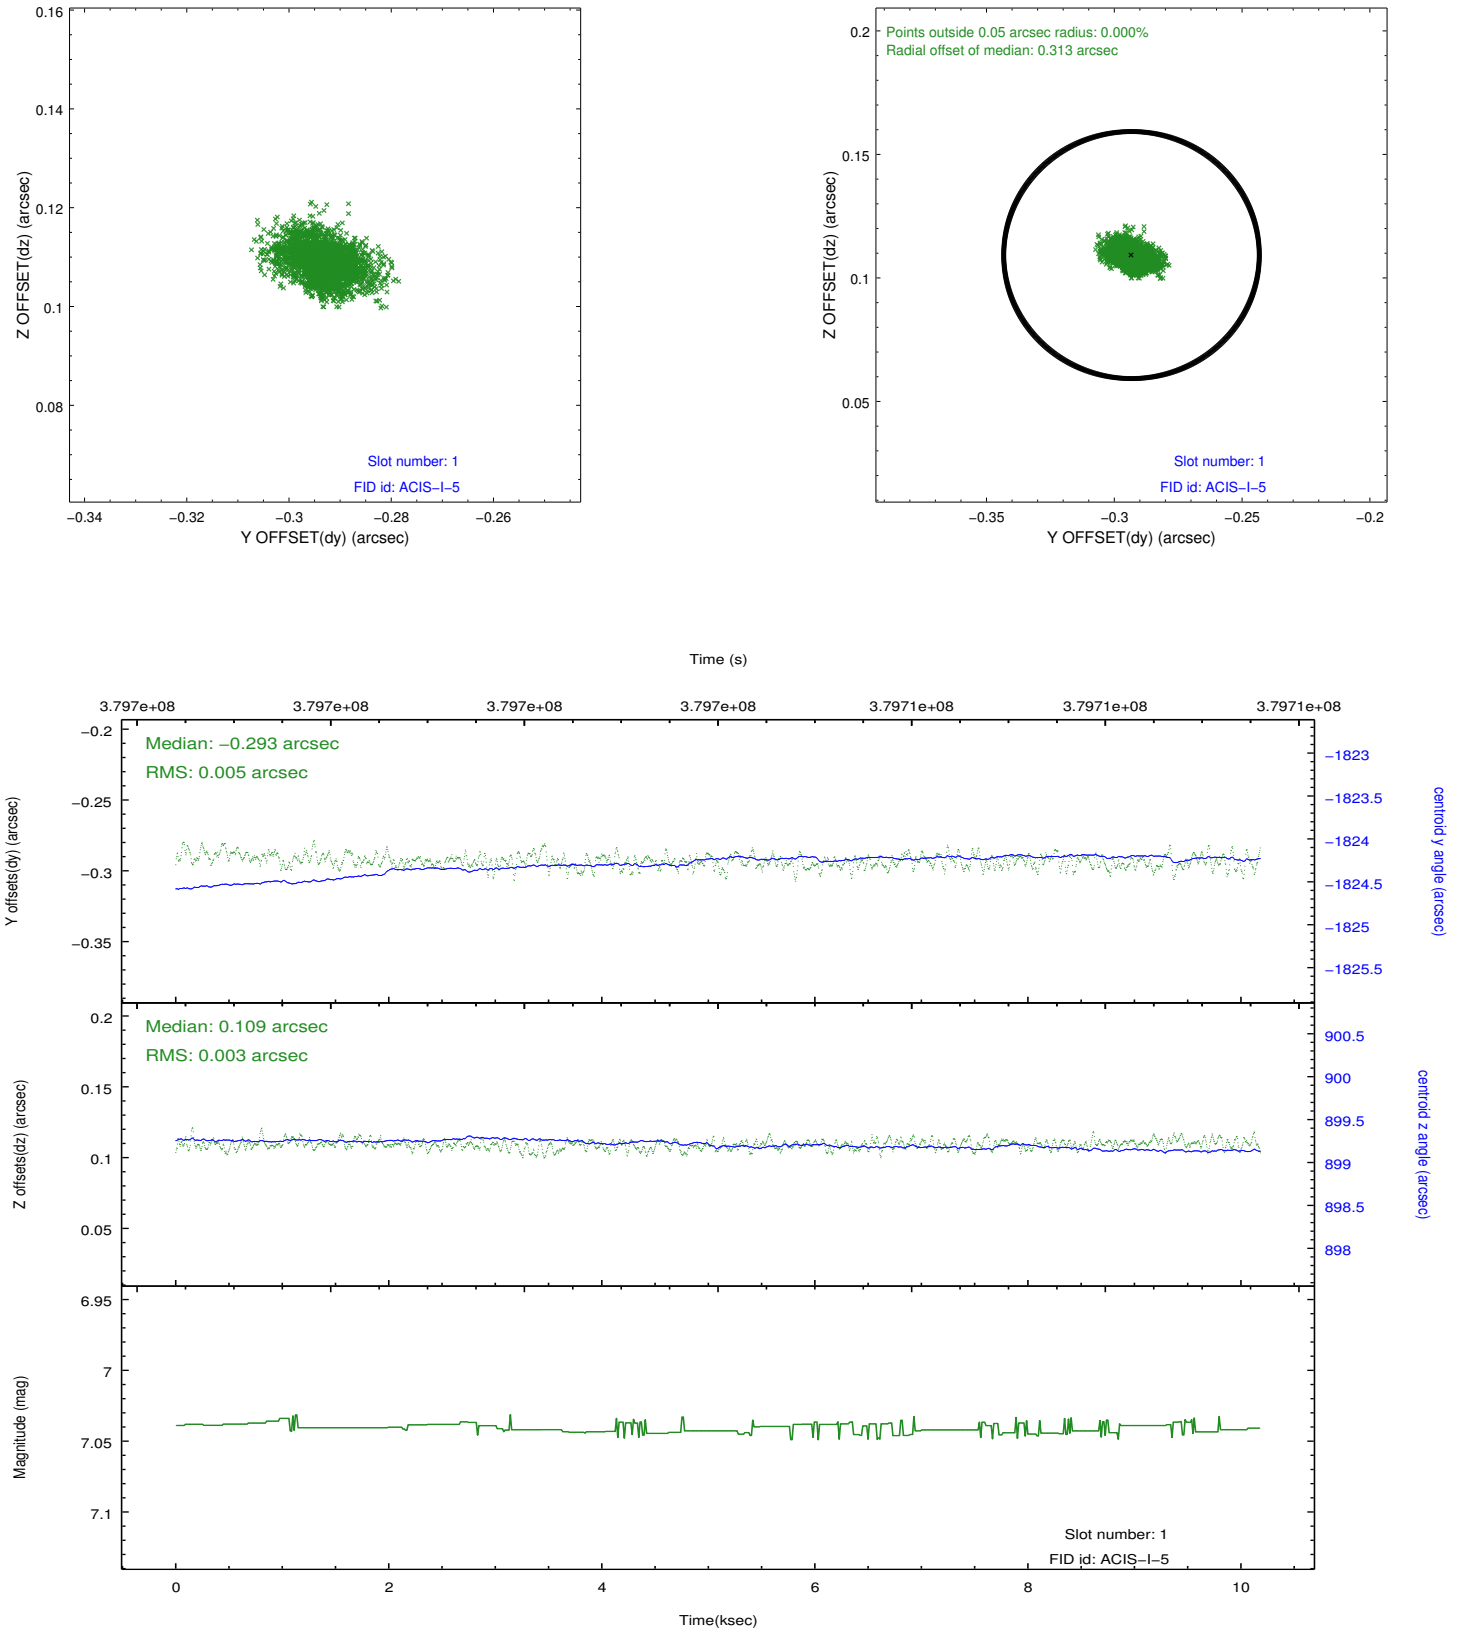 0.16
0.14
0.12
0.1
0.08
Z OFFSET(dz) (arcsec)
Slot number: 1
FID id: ACIS−I−5
−0.34 −0.32 −0.3 −0.28 −0.26
Y OFFSET(dy) (arcsec)
Points outside 0.05 arcsec radius: 0.000%
Radial offset of median: 0.313 arcsec
0.2
0.15
0.1
0.05
Z OFFSET(dz) (arcsec)
Slot number: 1
FID id: ACIS−I−5
−0.35 −0.3 −0.25 −0.2
Y OFFSET(dy) (arcsec)
Time (s)
3.797e+08 3.797e+08 3.797e+08 3.797e+08 3.7971e+08 3.7971e+08 3.7971e+08
Median: −0.293 arcsec
RMS: 0.005 arcsec
−0.2
−0.25
−0.3
−0.35
Y offsets(dy) (arcsec)
−1823
−1823.5
−1824
−1824.5
−1825
−1825.5
centroid y angle (arcsec)
Median: 0.109 arcsec
RMS: 0.003 arcsec
0.2
0.15
0.1
0.05
Z offsets(dz) (arcsec)
900.5
900
899.5
899
898.5
898
centroid z angle (arcsec)
6.95
7
7.05
7.1
Magnitude (mag)
Slot number: 1
FID id: ACIS−I−5
0 2 4 6 8 10
Time(ksec)